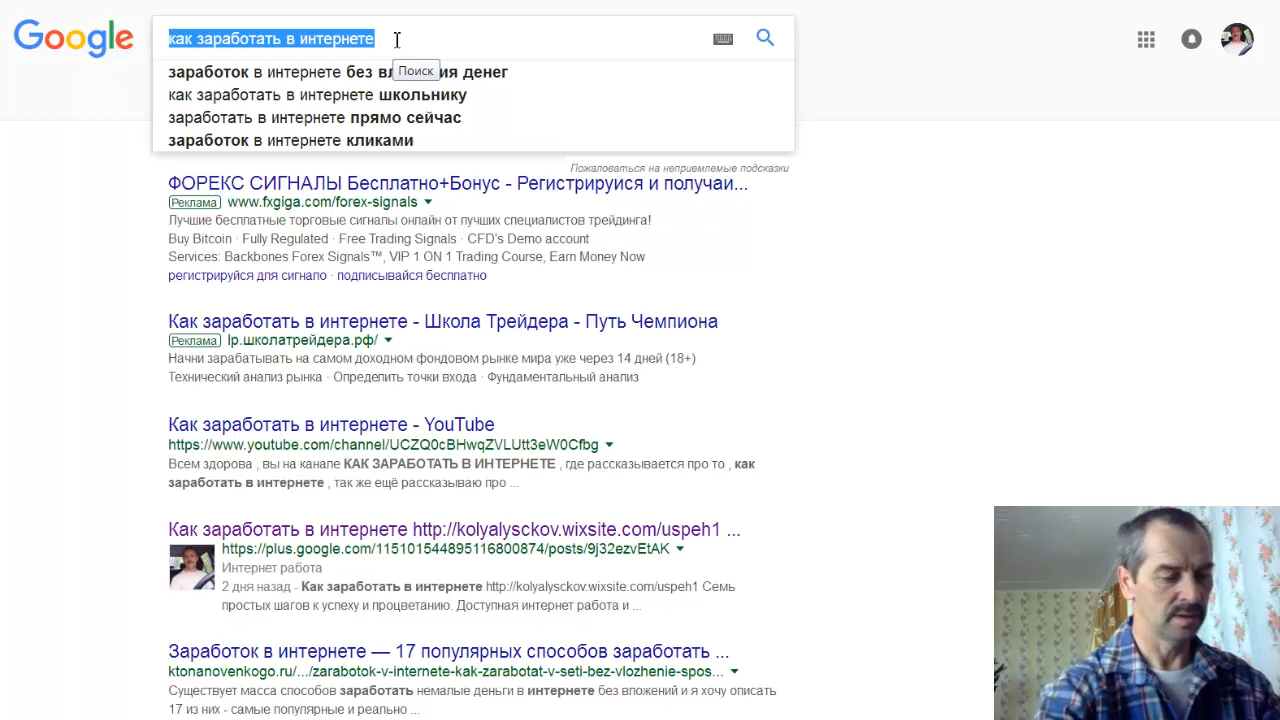 Google
как заработать в интернете
Поиск
заработок в интернете без вл ия денег
как заработать в интернете школьнику
заработать в интернете прямо сейчас
заработок в интернете кликами
Пожаловаться на неприемлемые подсказки
ФОРЕКС СИГНАЛЫ Бесплатно+Бонус - Регистрируися и получаи...
Реклама www.fxgiga.com/forex-signals
Лучшие бесплатные торговые сигналы онлайн от лучших специалистов трейдинга!
Buy Bitcoin · Fully Regulated · Free Trading Signals · CFD's Demo account
Services: Backbones Forex Signals™, VIP 1 ON 1 Trading Course, Earn Money Now
регистрируйся для сигнало · подписывайся бесплатно
Как заработать в интернете - Школа Трейдера - Путь Чемпиона
Реклама lp.школатрейдера.рф/
Начни зарабатывать на самом доходном фондовом рынке мира уже через 14 дней (18+)
Технический анализ рынка · Определить точки входа · Фундаментальный анализ
Как заработать в интернете - YouTube
https://www.youtube.com/channel/UCZQ0cBHwqZVLUtt3eW0Cfbg
Всем здорова , вы на канале КАК ЗАРАБОТАТЬ В ИНТЕРНЕТЕ , где рассказывается про то , как
заработать в интернете , так же ещё рассказываю про ...
Как заработать в интернете http://kolyalysckov.wixsite.com/uspeh1 ...
https://plus.google.com/115101544895116800874/posts/9j32ezvEtAK
Интернет работа
2 дня назад - Как заработать в интернете http://kolyalysckov.wixsite.com/uspeh1 Семь
простых шагов к успеху и процветанию. Доступная интернет работа и ...
Заработок в интернете — 17 популярных способов заработать ...
ktonanovenkogo.ru/.../zarabotok-v-internete-kak-zarabotat-v-seti-bez-vlozhenie-spos...
Существует масса способов заработать немалые деньги в интернете без вложений и я хочу описать
17 из них - самые популярные и реально ...